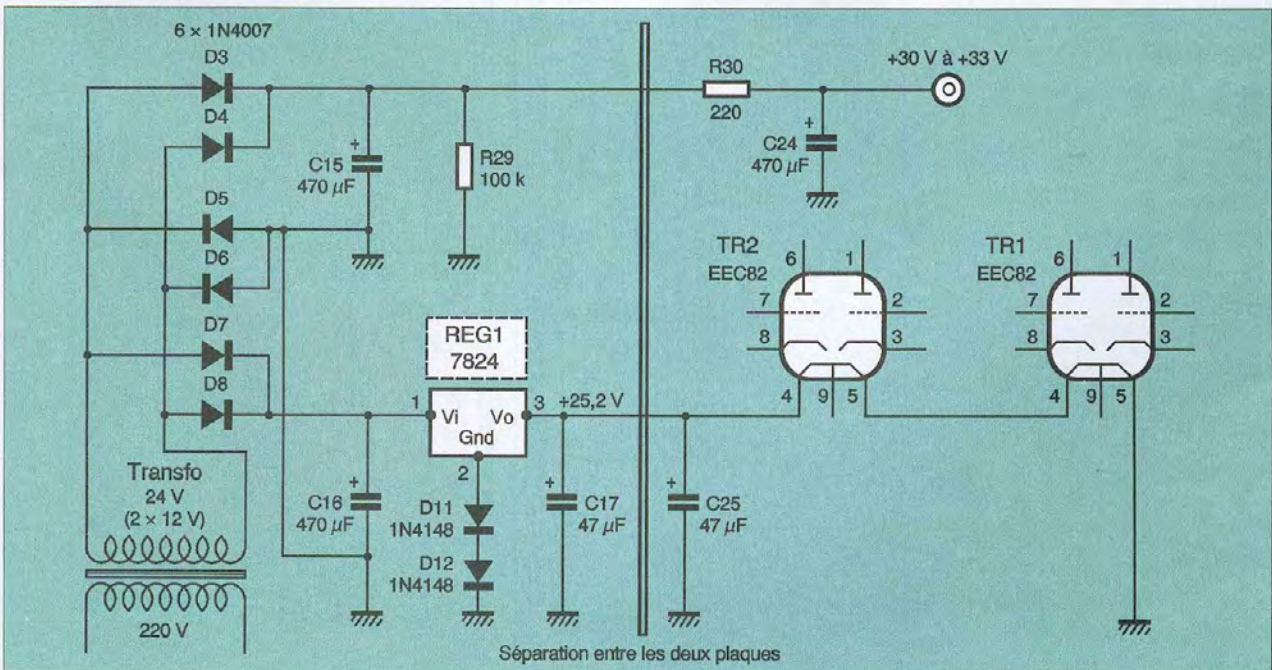 6 × 1N4007
D3
D4
D5
D6
D7
D8
C15
470 µF
+
R29
100 k
R30
220
+30 V à +33 V
+
C24
470 µF
TR2
EEC82
6
1
7
2
8
3
4
9
5
TR1
EEC82
6
1
7
2
8
3
4
9
5
REG1
7824
1
Vi
Vo
3
Gnd
2
+25,2 V
Transfo
24 V
(2 × 12 V)
220 V
+
C16
470 µF
D11
1N4148
D12
1N4148
+
C17
47 µF
+
C25
47 µF
Séparation entre les deux plaques